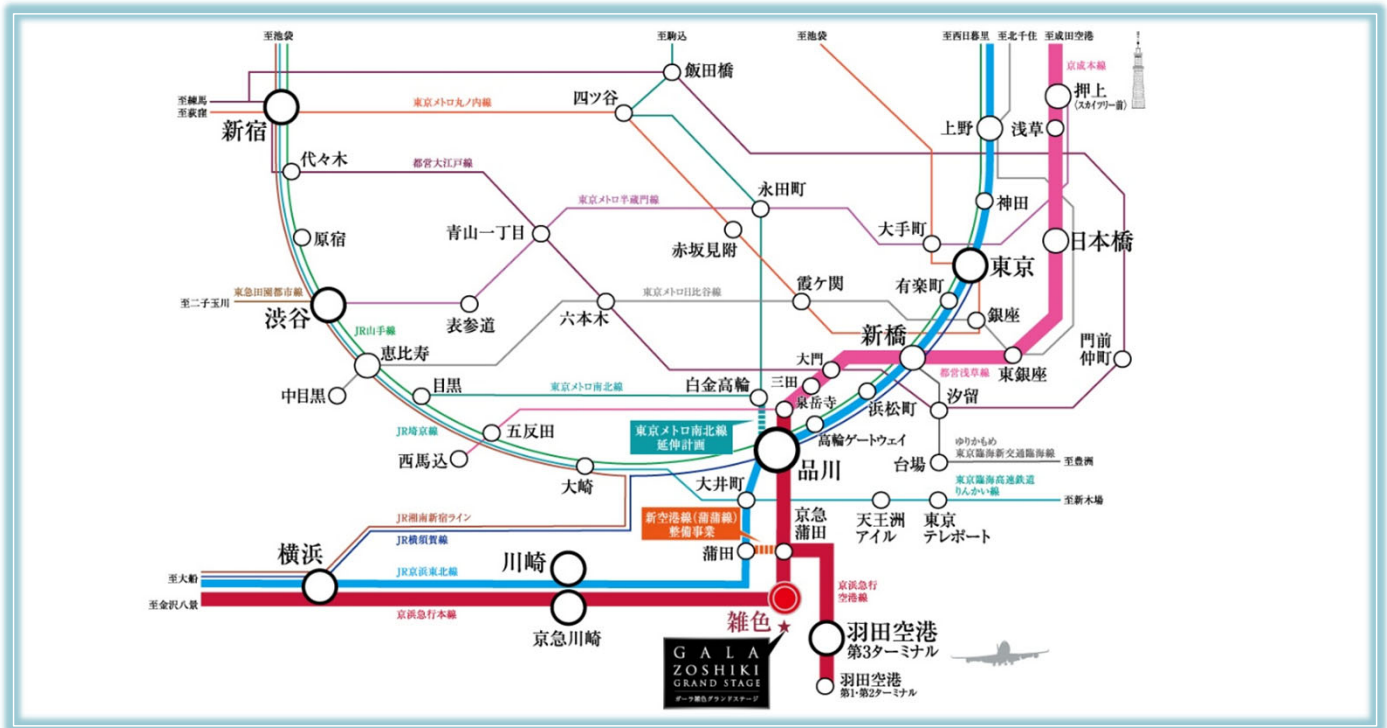 至池袋
至駒込
至池袋
至西日暮里
至北千住
至成田空港
京成本線
飯田橋
押上
(スカイツリー前)
至練馬
至荻窪
新宿
東京メトロ丸ノ内線
四ツ谷
上野
浅草
代々木
都営大江戸線
永田町
東京メトロ半蔵門線
神田
原宿
青山一丁目
赤坂見附
大手町
日本橋
東京
東急田園都市線
至二子玉川
渋谷
表参道
六本木
東京メトロ日比谷線
霞ケ関
有楽町
銀座
JR山手線
新橋
恵比寿
大門
門前
仲町
東銀座
都営浅草線
中目黒
目黒
東京メトロ南北線
白金高輪
三田
泉岳寺
浜松町
汐留
JR埼京線
五反田
東京メトロ南北線
延伸計画
高輪ゲートウェイ
西馬込
品川
台場
ゆりかもめ
東京臨海新交通臨海線
至豊洲
大崎
大井町
東京臨海高速鉄道
りんかい線
至新木場
天王洲
アイル
東京
テレポート
JR湘南新宿ライン
JR横須賀線
新空港線(蒲蒲線)
整備事業
京急
蒲田
蒲田
横浜
川崎
至大船
JR京浜東北線
至金沢八景
京浜急行本線
京浜急行
空港線
京急川崎
雑色
羽田空港
第3ターミナル
GALA
ZOSHIKI
GRAND STAGE
ガーラ雑色グランドステージ
羽田空港
第1・第2ターミナル